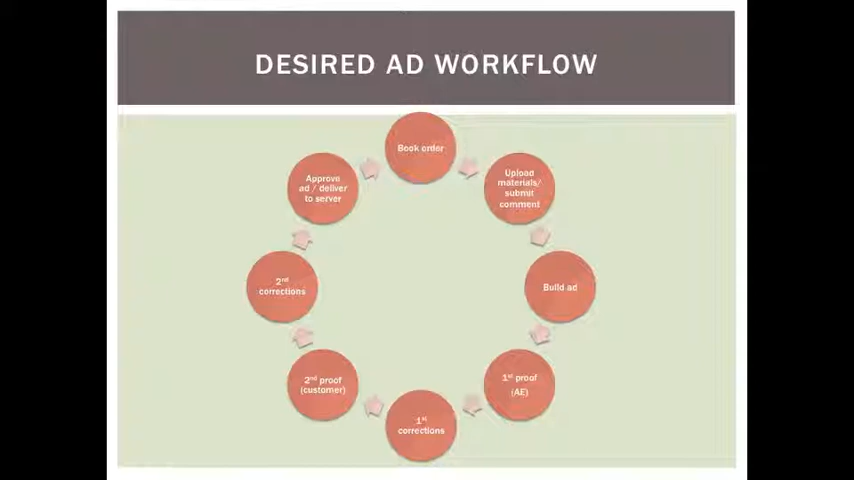 DESIRED AD WORKFLOW
Book order
Upload
materials/
submit
comment
Build ad
1st proof
(AE)
1st
corrections
2nd proof
(customer)
2nd
corrections
Approve
ad / deliver
to server